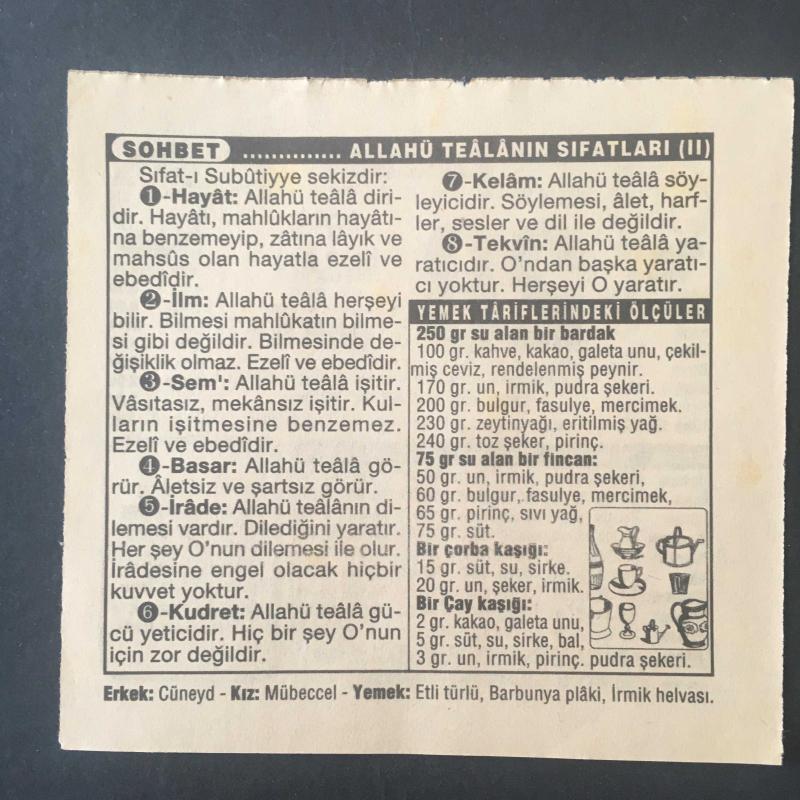 SOHBET .............. ALLAHÜ TEÂLÂNIN SIFATLARI (II)
Sıfat-ı Subûtiyye sekizdir:
❶-Hayât: Allahü teâlâ diri-
dir. Hayâtı, mahlûkların hayâtı-
na benzemeyip, zâtına lâyık ve
mahsûs olan hayatla ezelî ve
ebedîdir.
❷-İlm: Allahü teâlâ herşeyi
bilir. Bilmesi mahlûkatın bilme-
si gibi değildir. Bilmesinde de-
ğişiklik olmaz. Ezelî ve ebedîdir.
❸-Sem': Allahü teâlâ işitir.
Vâsıtasız, mekânsız işitir. Kul-
ların işitmesine benzemez.
Ezelî ve ebedîdir.
❹-Basar: Allahü teâlâ gö-
rür. Âletsiz ve şartsız görür.
❺-İrâde: Allahü teâlânın di-
lemesi vardır. Dilediğini yaratır.
Her şey O'nun dilemesi ile olur.
İrâdesine engel olacak hiçbir
kuvvet yoktur.
❻-Kudret: Allahü teâlâ gü-
cü yeticidir. Hiç bir şey O'nun
için zor değildir.
❼-Kelâm: Allahü teâlâ söy-
leyicidir. Söylemesi, âlet, harf-
ler, sesler ve dil ile değildir.
❽-Tekvîn: Allahü teâlâ ya-
ratıcıdır. O'ndan başka yaratı-
cı yoktur. Herşeyi O yaratır.
YEMEK TÂRİFLERİNDEKİ ÖLÇÜLER
250 gr su alan bir bardak
100 gr. kahve, kakao, galeta unu, çekil-
miş ceviz, rendelenmiş peynir.
170 gr. un, irmik, pudra şekeri.
200 gr. bulgur, fasulye, mercimek.
230 gr. zeytinyağı, eritilmiş yağ.
240 gr. toz şeker, pirinç.
75 gr su alan bir fincan:
50 gr. un, irmik, pudra şekeri,
60 gr. bulgur, fasulye, mercimek,
65 gr. pirinç, sıvı yağ,
75 gr. süt.
Bir çorba kaşığı:
15 gr. süt, su, sirke.
20 gr. un, şeker, irmik.
Bir Çay kaşığı:
2 gr. kakao, galeta unu,
5 gr. süt, su, sirke, bal,
3 gr. un, irmik, pirinç. pudra şekeri.
Erkek: Cüneyd - Kız: Mübeccel - Yemek: Etli türlü, Barbunya plâki, İrmik helvası.